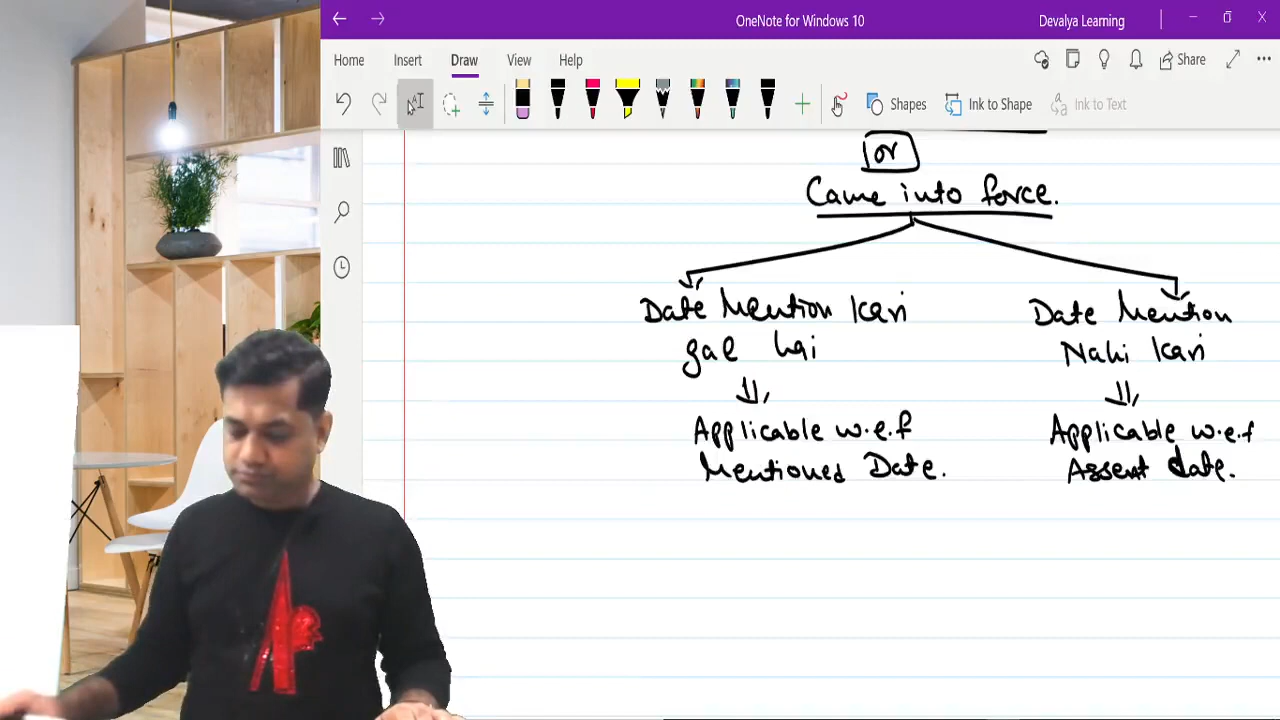 OneNote for Windows 10
Devalya Learning
Home Insert Draw View Help
Share
Shapes
Ink to Shape
Ink to Text
or
Came into force.
Date Mention Kari
gae hai
Applicable w.e.f
Mentioned Date.
Date Mention
Nahi Kari
Applicable w.e.f
Assent date.